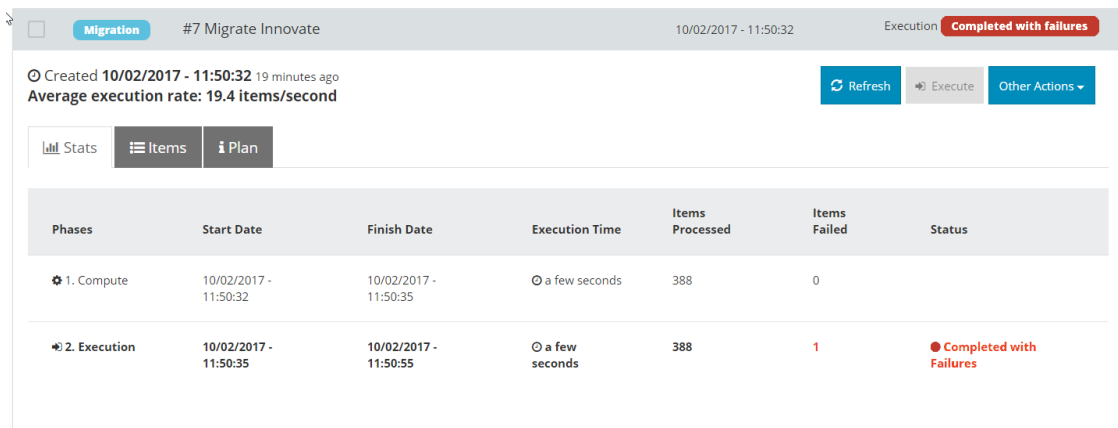 Migration #7 Migrate Innovate 10/02/2017 - 11:50:32 Execution Completed with failures
Created 10/02/2017 - 11:50:32 19 minutes ago
Average execution rate: 19.4 items/second
Refresh Execute Other Actions
Stats Items Plan
Phases Start Date Finish Date Execution Time Items Processed Items Failed Status
1. Compute 10/02/2017 - 11:50:32 10/02/2017 - 11:50:35 a few seconds 388 0
2. Execution 10/02/2017 - 11:50:35 10/02/2017 - 11:50:55 a few seconds 388 1 Completed with Failures